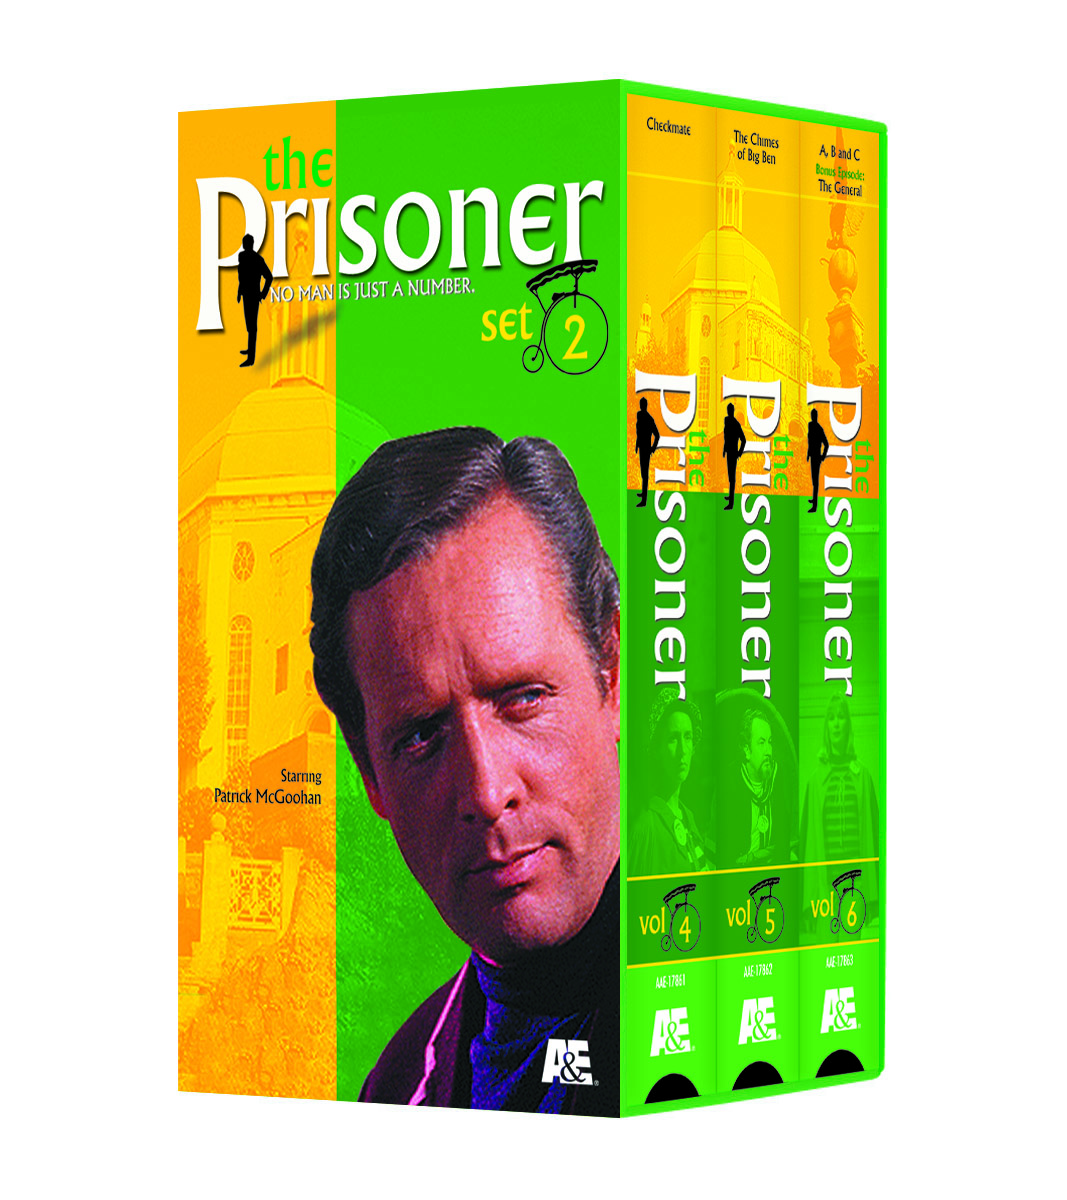 the
Prisoner
NO MAN IS JUST A NUMBER.
set 2
Starring
Patrick McGoohan
A&E
Checkmate
the Prisoner
vol 4
AAE-17861
A&E
The Chimes
of Big Ben
the Prisoner
vol 5
AAE-17862
A&E
A, B and C
Bonus Episode:
The General
the Prisoner
vol 6
AAE-17863
A&E